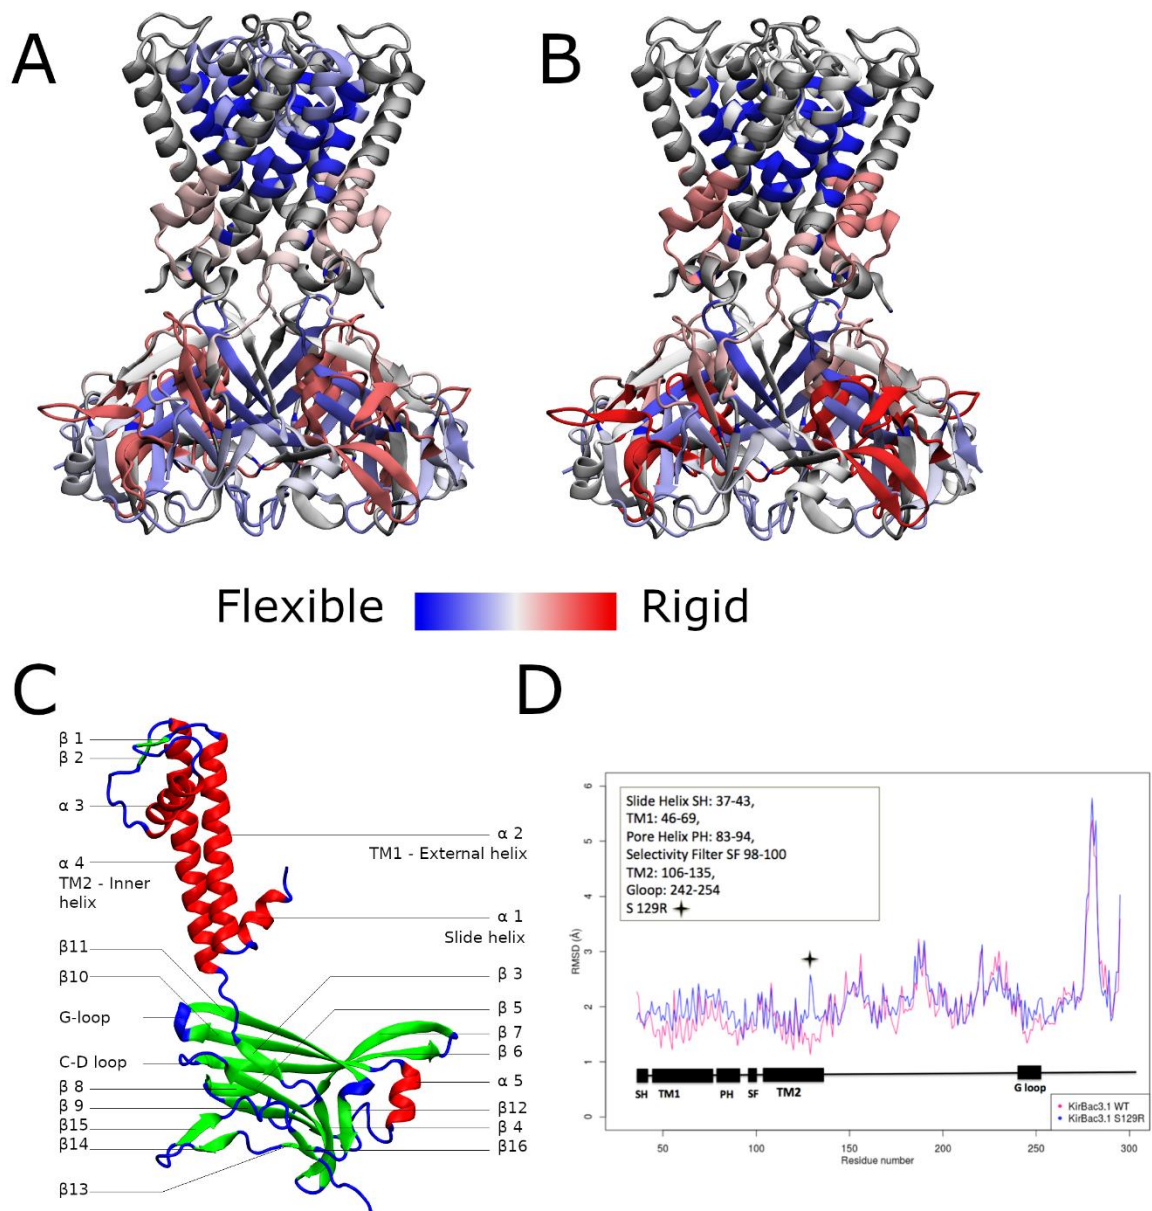 A
B
Flexible
Rigid
C
β 1
β 2
α 3
α 4
TM2 - Inner
helix
β11
β10
G-loop
C-D loop
β 8
β 9
β15
β14
β13
α 2
TM1 - External helix
α 1
Slide helix
β 3
β 5
β 7
β 6
α 5
β12
β 4
β16
D
Slide Helix SH: 37-43,
TM1: 46-69,
Pore Helix PH: 83-94,
Selectivity Filter SF 98-100
TM2: 106-135,
Gloop: 242-254
S 129R
RMSD (Å)
6
5
4
3
2
1
0
SH
TM1
PH
SF
TM2
G loop
KirBac3.1 WT
KirBac3.1 S129R
50
100
150
200
250
300
Residue number